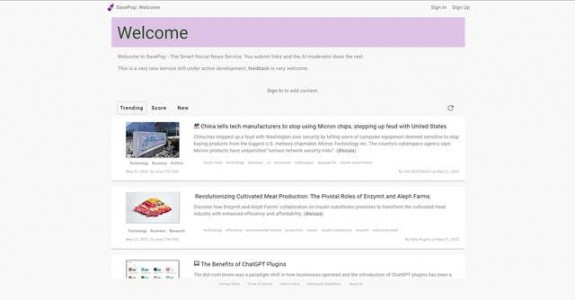 SavePop: Welcome
Sign In Sign Up
Welcome
Welcome to SavePop - The Smart Social News Service. You submit links and the AI moderator does the rest.
This is a very new service still under active development, feedback is very welcome.
Sign In to add content
Trending Score New
China tells tech manufacturers to stop using Micron chips, stepping up feud with United States
China has stepped up a feud with Washington over security by telling users of computer equipment deemed sensitive to stop
buying products from the biggest U.S. memory chipmaker, Micron Technology Inc. The country's cyberspace agency says
Micron products have unspecified "serious network security risks". (Discuss)
Technology Business Politics
Revolutionizing Cultivated Meat Production: The Pivotal Roles of Enzymit and Aleph Farms
Discover how Enzymit and Aleph Farms' collaboration on insulin substitutes promises to transform the cultivated meat
industry with enhanced efficiency and affordability. (Discuss)
Technology Business Research
The Benefits of ChatGPT Plugins
The dot-com boom was a paradigm shift in how businesses operated and the introduction of ChatGPT plugins has been a